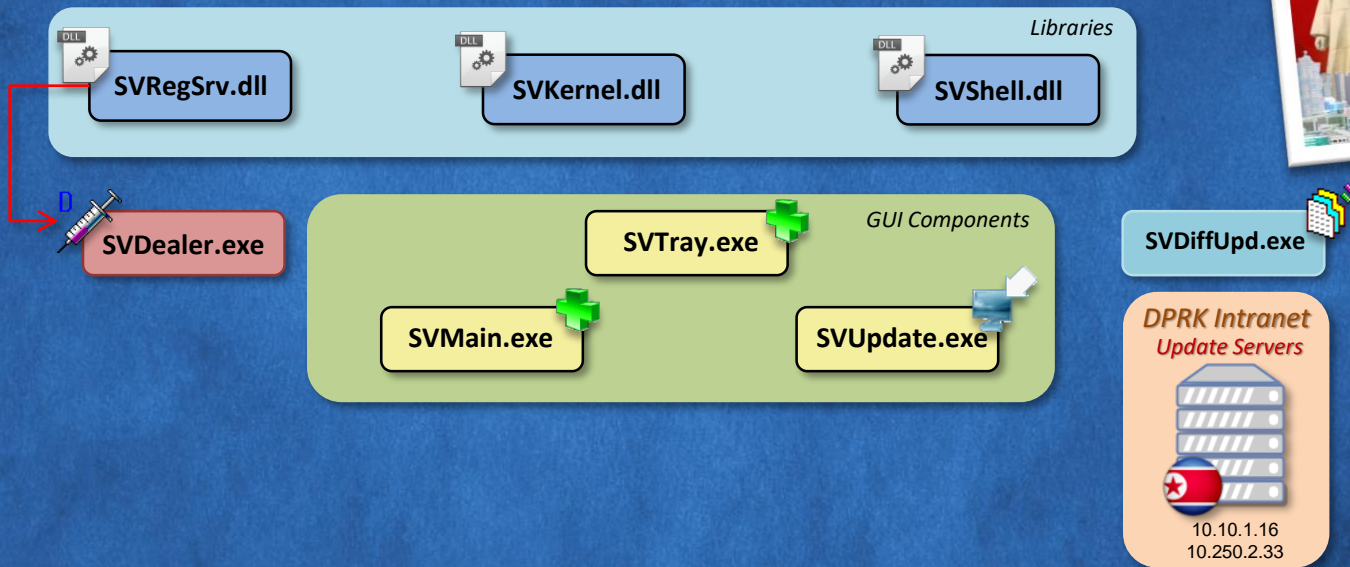 Libraries
DLL
SVRegSrv.dll
DLL
SVKernel.dll
DLL
SVShell.dll
D
SVDealer.exe
GUI Components
SVTray.exe
SVMain.exe
SVUpdate.exe
SVDiffUpd.exe
DPRK Intranet
Update Servers
10.10.1.16
10.250.2.33